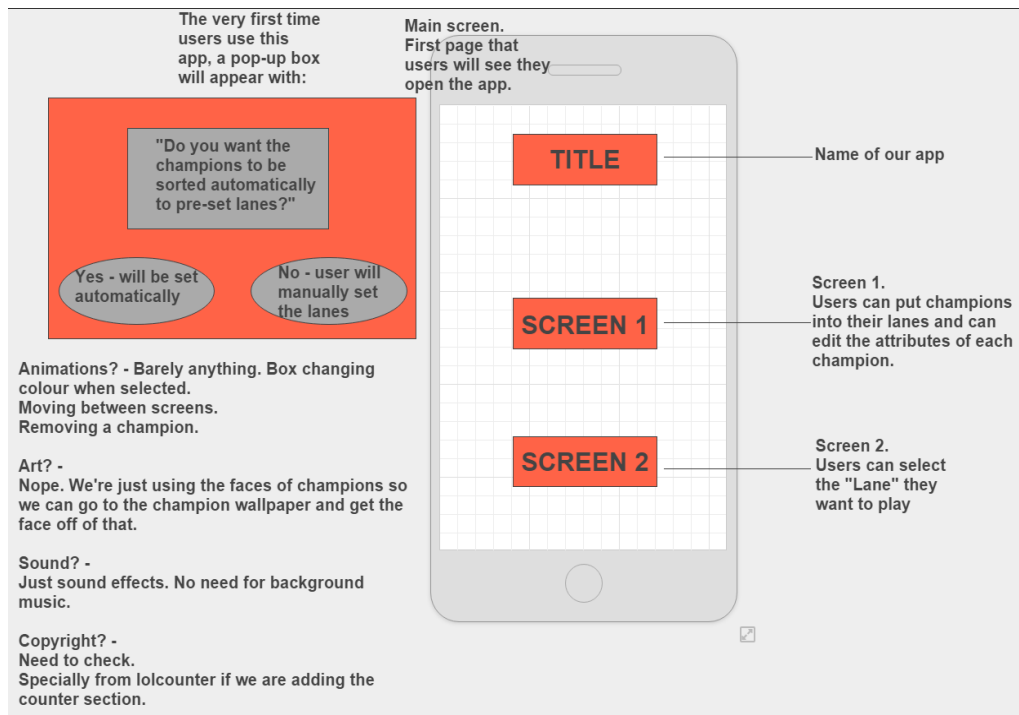 The very first time
users use this
app, a pop-up box
will appear with:
"Do you want the
champions to be
sorted automatically
to pre-set lanes?"
Yes - will be set
automatically
No - user will
manually set
the lanes
Animations? - Barely anything. Box changing
colour when selected.
Moving between screens.
Removing a champion.
Art? -
Nope. We're just using the faces of champions so
we can go to the champion wallpaper and get the
face off of that.
Sound? -
Just sound effects. No need for background
music.
Copyright? -
Need to check.
Specially from lolcounter if we are adding the
counter section.
Main screen.
First page that
users will see they
open the app.
TITLE
SCREEN 1
SCREEN 2
Name of our app
Screen 1.
Users can put champions
into their lanes and can
edit the attributes of each
champion.
Screen 2.
Users can select
the "Lane" they
want to play